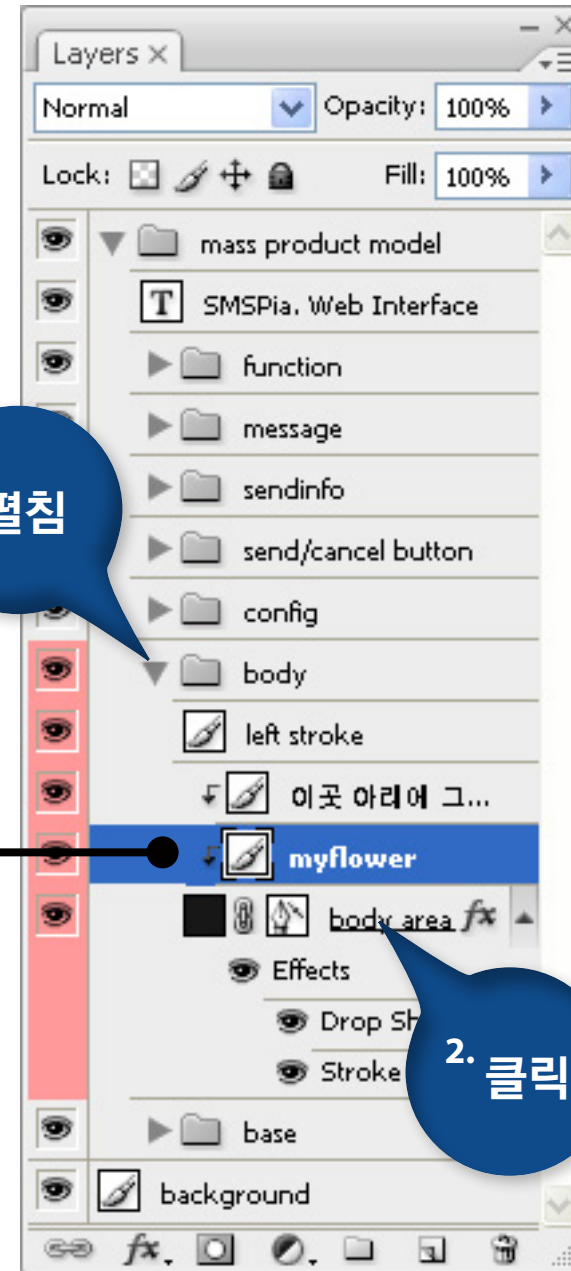 Layers ×
Normal Opacity: 100%
Lock: Fill: 100%
mass product model
T SMSPia. Web Interface
function
message
sendinfo
펼침
send/cancel button
config
body
left stroke
이곳 아래에 그...
myflower
body area fx
Effects
Drop Sh
Stroke
2. 클릭
base
background
fx.